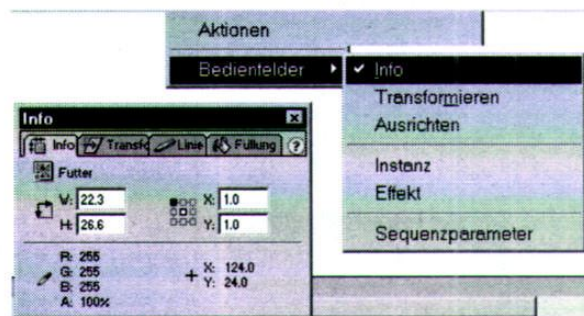 Aktionen
Bedienfelder
Info
Transformieren
Ausrichten
Instanz
Effekt
Sequenzparameter
Info
Info Transfo Linie Füllung ?
Futter
W: 22.3 X: 1.0
H: 26.6 Y: 1.0
R: 255
G: 255
B: 255
A: 100%
X: 124.0
Y: 24.0